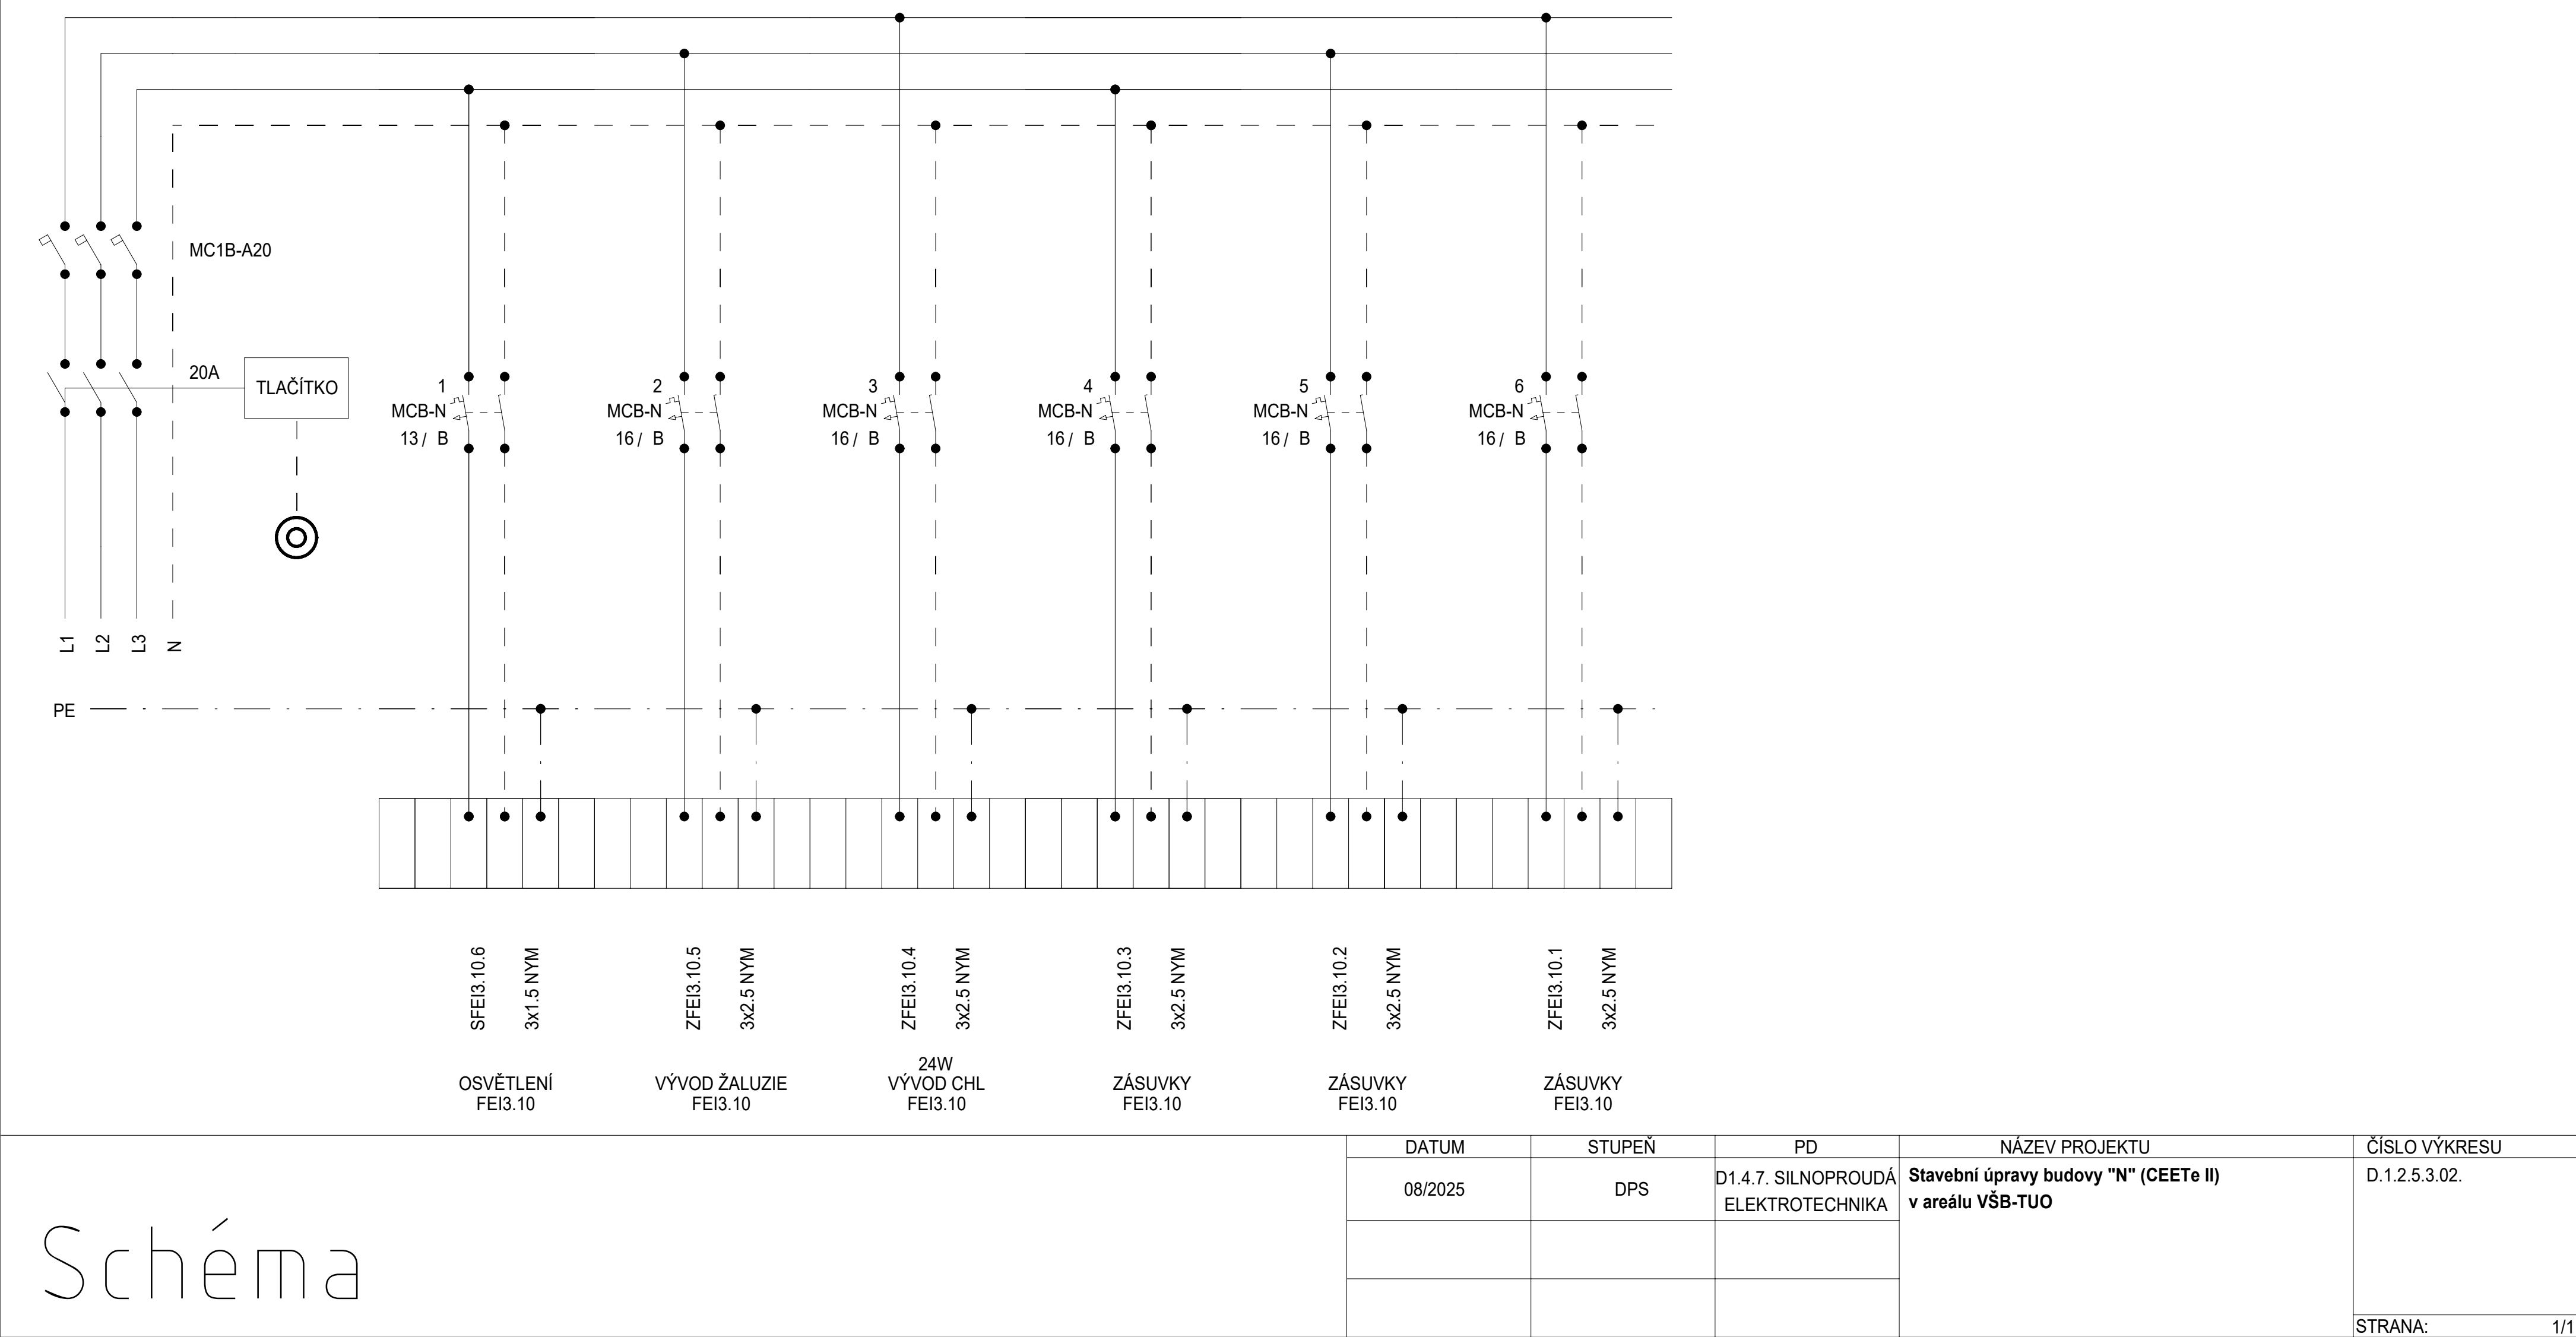 MC1B-A20
20A
TLAČÍTKO
1
MCB-N
13 / B
2
MCB-N
16 / B
3
MCB-N
16 / B
4
MCB-N
16 / B
5
MCB-N
16 / B
6
MCB-N
16 / B
L1
L2
L3
N
PE
SFEI3.10.6
3x1.5 NYM
ZFEI3.10.5
3x2.5 NYM
ZFEI3.10.4
3x2.5 NYM
ZFEI3.10.3
3x2.5 NYM
ZFEI3.10.2
3x2.5 NYM
ZFEI3.10.1
3x2.5 NYM
OSVĚTLENÍ
FEI3.10
VÝVOD ŽALUZIE
FEI3.10
24W
VÝVOD CHL
FEI3.10
ZÁSUVKY
FEI3.10
ZÁSUVKY
FEI3.10
ZÁSUVKY
FEI3.10
Schéma
DATUM
08/2025
STUPEŇ
DPS
PD
D1.4.7. SILNOPROUDÁ
ELEKTROTECHNIKA
NÁZEV PROJEKTU
Stavební úpravy budovy "N" (CEETe II)
v areálu VŠB-TUO
ČÍSLO VÝKRESU
D.1.2.5.3.02.
STRANA: 1/1